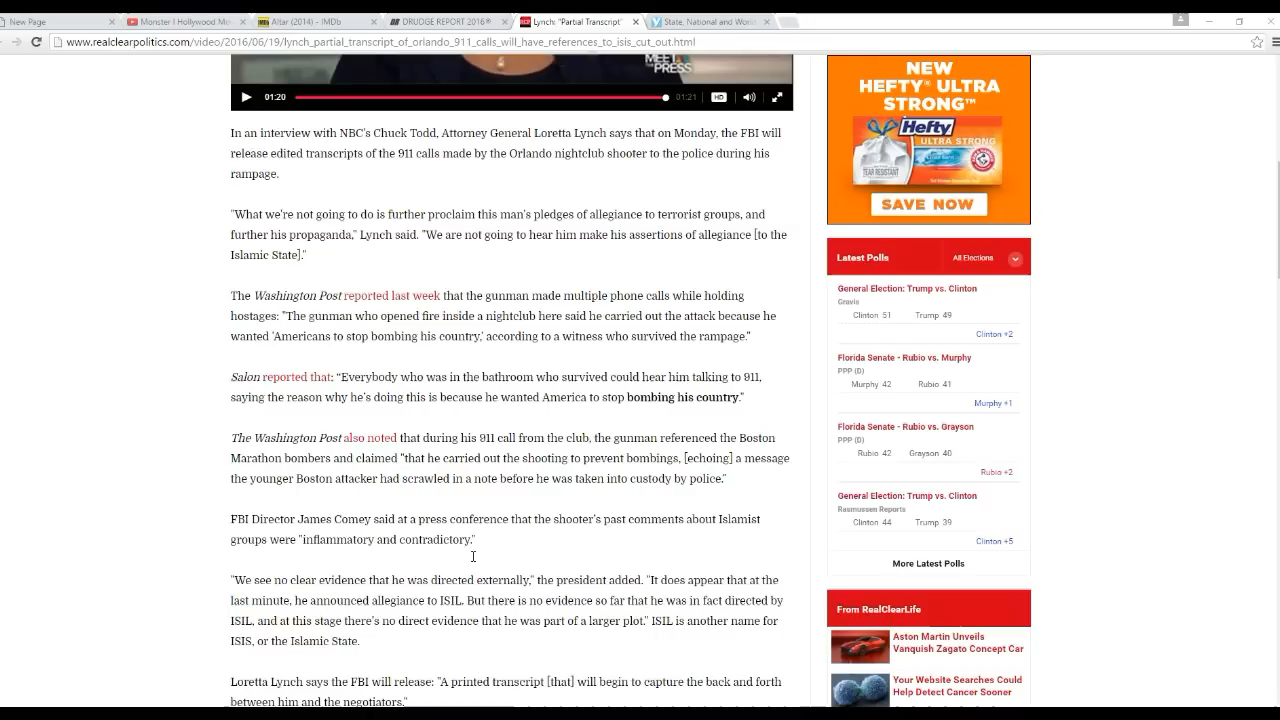 New Page
Monster | Hollywood Mo
Altar (2014) - IMDb
DRUDGE REPORT 2016®
Lynch: "Partial Transcript"
State, National and World
www.realclearpolitics.com/video/2016/06/19/lynch_partial_transcript_of_orlando_911_calls_will_have_references_to_isis_cut_out.html
MEET THE
PRESS
01:20
01:21
HD
In an interview with NBC's Chuck Todd, Attorney General Loretta Lynch says that on Monday, the FBI will
release edited transcripts of the 911 calls made by the Orlando nightclub shooter to the police during his
rampage.
"What we're not going to do is further proclaim this man's pledges of allegiance to terrorist groups, and
further his propaganda," Lynch said. "We are not going to hear him make his assertions of allegiance [to the
Islamic State]."
The Washington Post reported last week that the gunman made multiple phone calls while holding
hostages: "The gunman who opened fire inside a nightclub here said he carried out the attack because he
wanted 'Americans to stop bombing his country,' according to a witness who survived the rampage."
Salon reported that: “Everybody who was in the bathroom who survived could hear him talking to 911,
saying the reason why he’s doing this is because he wanted America to stop bombing his country.”
The Washington Post also noted that during his 911 call from the club, the gunman referenced the Boston
Marathon bombers and claimed "that he carried out the shooting to prevent bombings, [echoing] a message
the younger Boston attacker had scrawled in a note before he was taken into custody by police."
FBI Director James Comey said at a press conference that the shooter’s past comments about Islamist
groups were "inflammatory and contradictory."
"We see no clear evidence that he was directed externally," the president added. "It does appear that at the
last minute, he announced allegiance to ISIL. But there is no evidence so far that he was in fact directed by
ISIL, and at this stage there’s no direct evidence that he was part of a larger plot." ISIL is another name for
ISIS, or the Islamic State.
Loretta Lynch says the FBI will release: "A printed transcript [that] will begin to capture the back and forth
between him and the negotiators."
NEW
HEFTY® ULTRA
STRONG™
Hefty
ULTRA STRONG
TEAR RESISTANT
SAVE NOW
Latest Polls
All Elections
General Election: Trump vs. Clinton
Gravis
Clinton 51 Trump 49
Clinton +2
Florida Senate - Rubio vs. Murphy
PPP (D)
Murphy 42 Rubio 41
Murphy +1
Florida Senate - Rubio vs. Grayson
PPP (D)
Rubio 42 Grayson 40
Rubio +2
General Election: Trump vs. Clinton
Rasmussen Reports
Clinton 44 Trump 39
Clinton +5
More Latest Polls
From RealClearLife
Aston Martin Unveils
Vanquish Zagato Concept Car
Your Website Searches Could
Help Detect Cancer Sooner